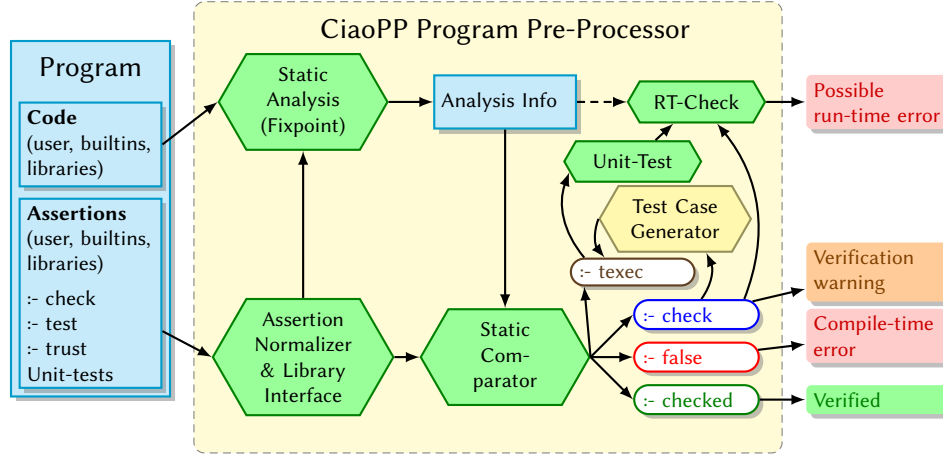 CiaoPP Program Pre-Processor
Program
Code
(user, builtins,
libraries)
Assertions
(user, builtins,
libraries)
:- check
:- test
:- trust
Unit-tests
Static
Analysis
(Fixpoint)
Analysis Info
RT-Check
Possible
run-time error
Unit-Test
Test Case
Generator
:- texec
Assertion
Normalizer
& Library
Interface
Static
Com-
parator
:- check
:- false
:- checked
Verification
warning
Compile-time
error
Verified